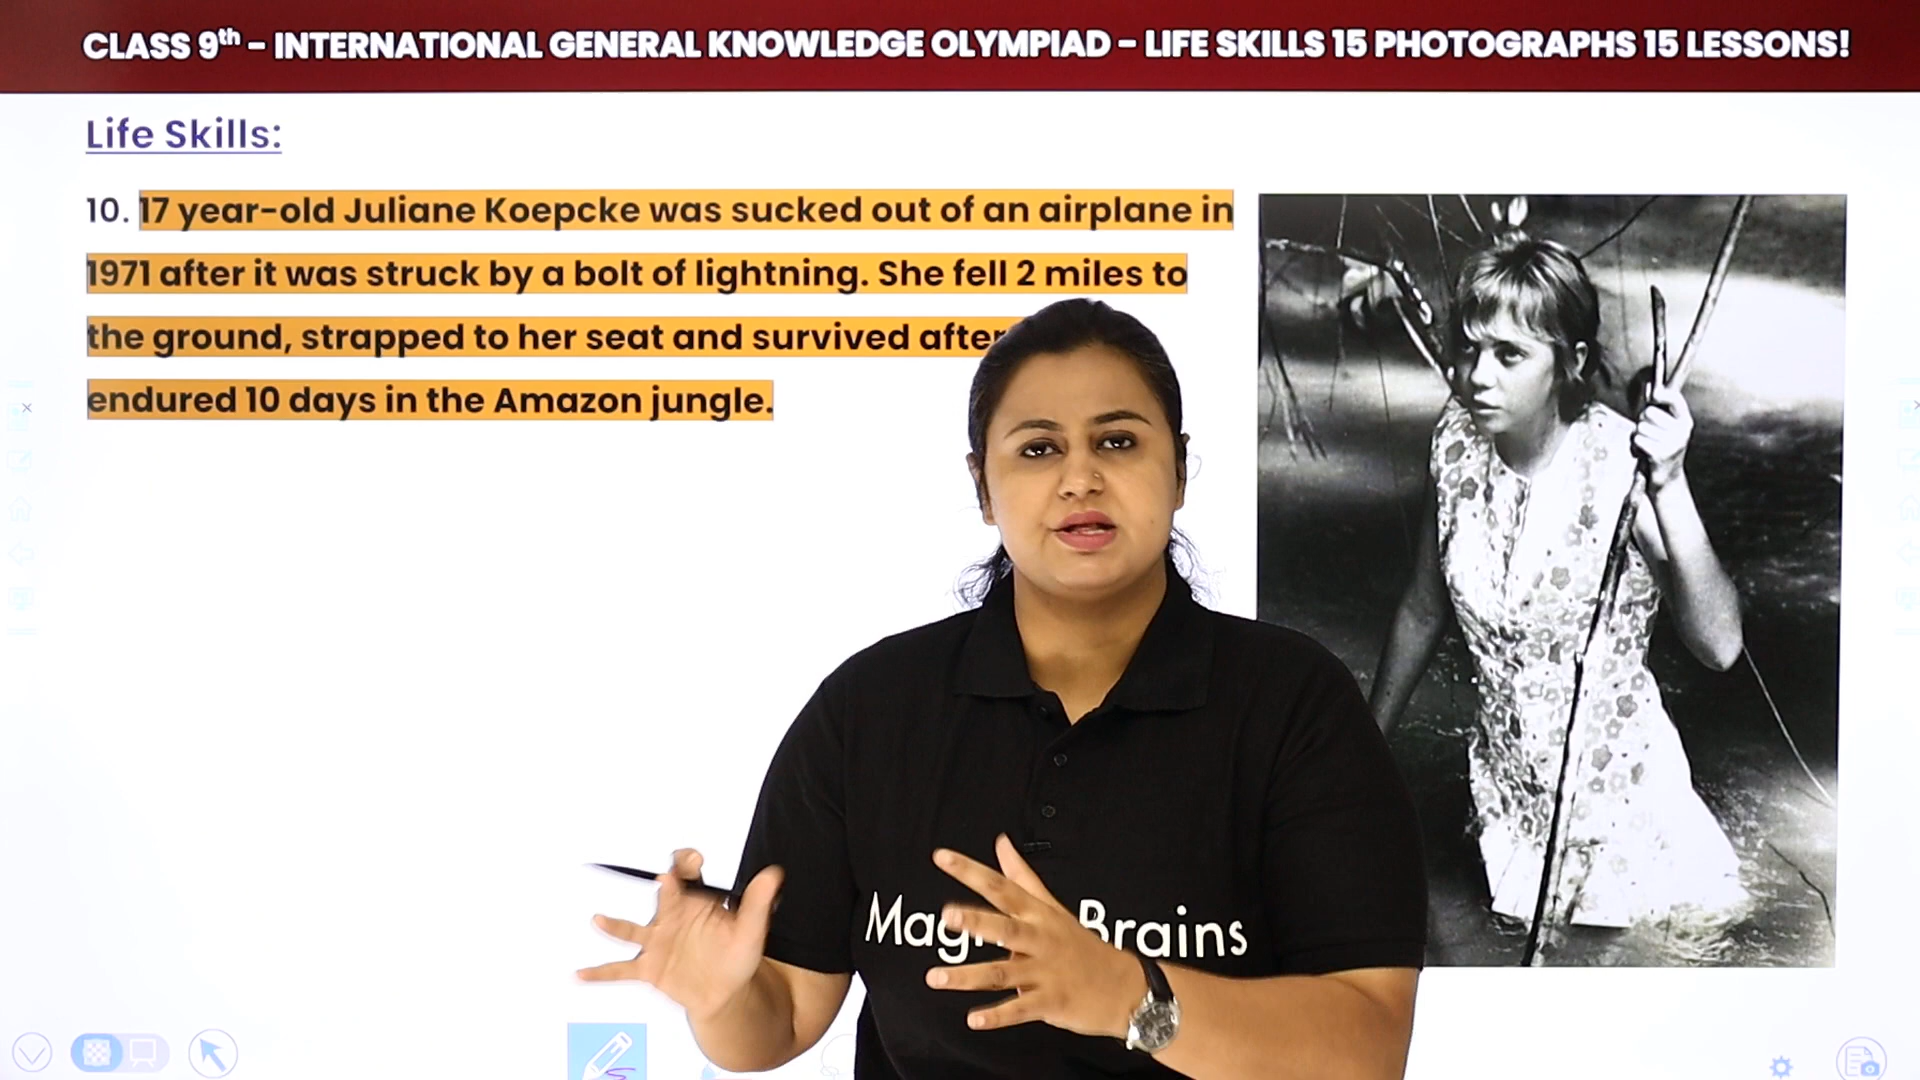 CLASS 9th - INTERNATIONAL GENERAL KNOWLEDGE OLYMPIAD - LIFE SKILLS 15 PHOTOGRAPHS 15 LESSONS!
Life Skills:
10. 17 year-old Juliane Koepcke was sucked out of an airplane in
1971 after it was struck by a bolt of lightning. She fell 2 miles to
the ground, strapped to her seat and survived after
endured 10 days in the Amazon jungle.
Brains